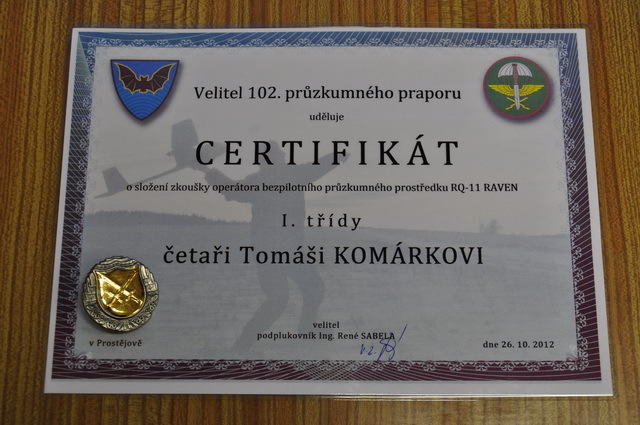 Velitel 102. průzkumného praporu
uděluje
CERTIFIKÁT
o složení zkoušky operátora bezpilotního průzkumného prostředku RQ-11 RAVEN
I. třídy
četaři Tomáši KOMÁRKOVI
velitel
podplukovník Ing. René SABELA
v Prostějově
dne 26. 10. 2012